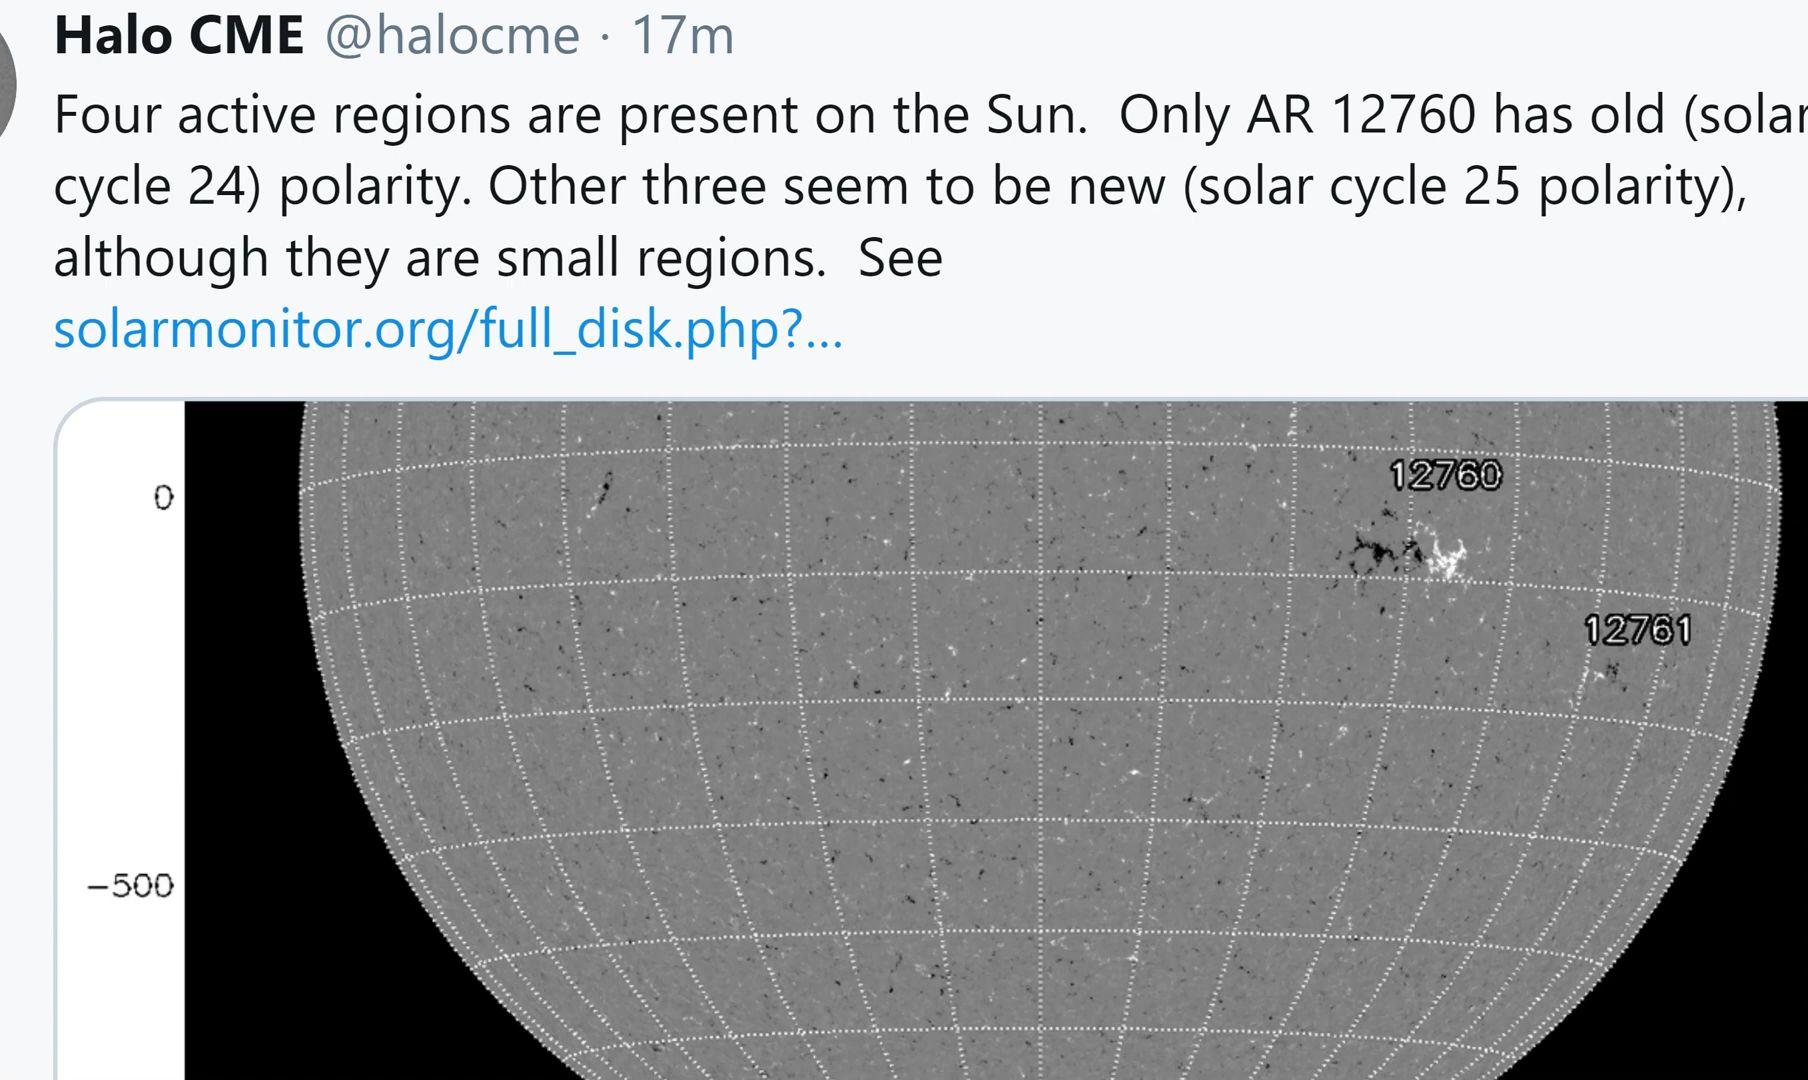 Halo CME @halocme · 17m
Four active regions are present on the Sun.  Only AR 12760 has old (solar
cycle 24) polarity. Other three seem to be new (solar cycle 25 polarity),
although they are small regions.  See
solarmonitor.org/full_disk.php?...
12760
0
12761
−500